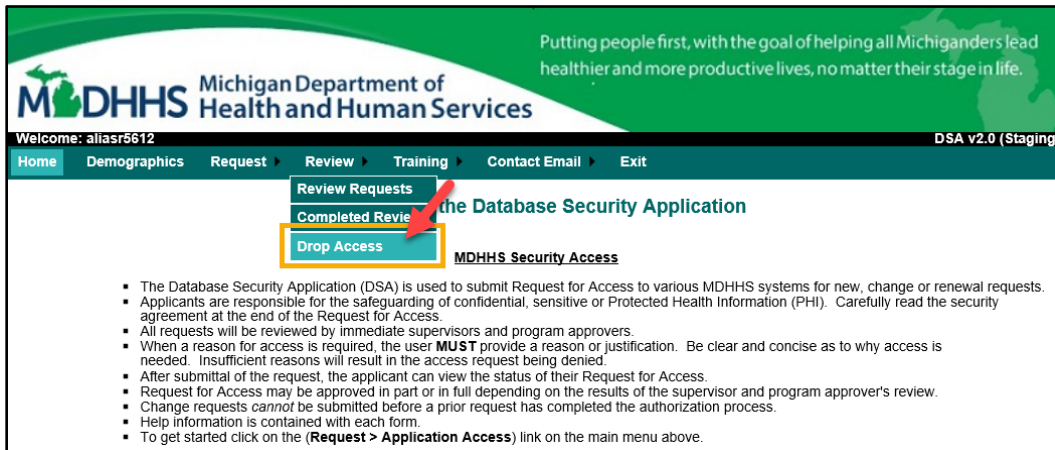 Putting people first, with the goal of helping all Michiganders lead
healthier and more productive lives, no matter their stage in life.
MDHHS Michigan Department of
Health and Human Services
Welcome: aliasr5612 DSA v2.0 (Staging
Home Demographics Request Review Training Contact Email Exit
Review Requests
Completed Review
Drop Access
the Database Security Application
MDHHS Security Access
▪ The Database Security Application (DSA) is used to submit Request for Access to various MDHHS systems for new, change or renewal requests.
▪ Applicants are responsible for the safeguarding of confidential, sensitive or Protected Health Information (PHI). Carefully read the security
agreement at the end of the Request for Access.
▪ All requests will be reviewed by immediate supervisors and program approvers.
▪ When a reason for access is required, the user MUST provide a reason or justification. Be clear and concise as to why access is
needed. Insufficient reasons will result in the access request being denied.
▪ After submittal of the request, the applicant can view the status of their Request for Access.
▪ Request for Access may be approved in part or in full depending on the results of the supervisor and program approver's review.
▪ Change requests cannot be submitted before a prior request has completed the authorization process.
▪ Help information is contained with each form.
▪ To get started click on the (Request > Application Access) link on the main menu above.